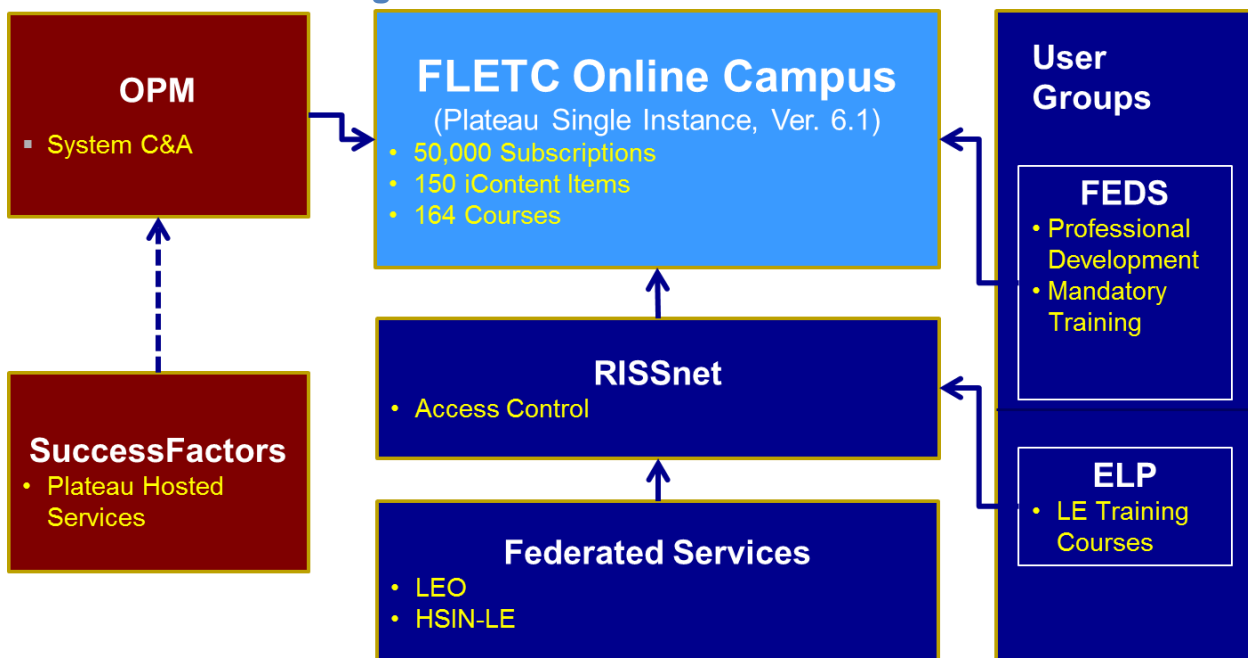 OPM
▪ System C&A
SuccessFactors
• Plateau Hosted
Services
FLETC Online Campus
(Plateau Single Instance, Ver. 6.1)
• 50,000 Subscriptions
• 150 iContent Items
• 164 Courses
RISSnet
• Access Control
Federated Services
• LEO
• HSIN-LE
User
Groups
FEDS
• Professional
Development
• Mandatory
Training
ELP
• LE Training
Courses